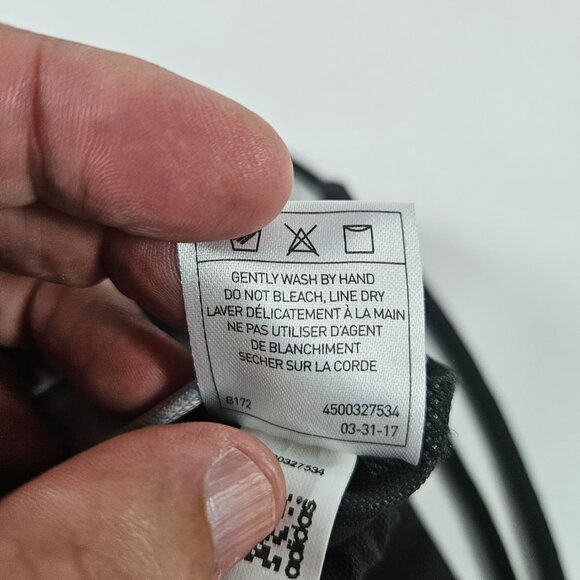 GENTLY WASH BY HAND
DO NOT BLEACH, LINE DRY
LAVER DÉLICATEMENT À LA MAIN
NE PAS UTILISER D'AGENT
DE BLANCHIMENT
SECHER SUR LA CORDE
B172 4500327534
03-31-17
00327534
adidas